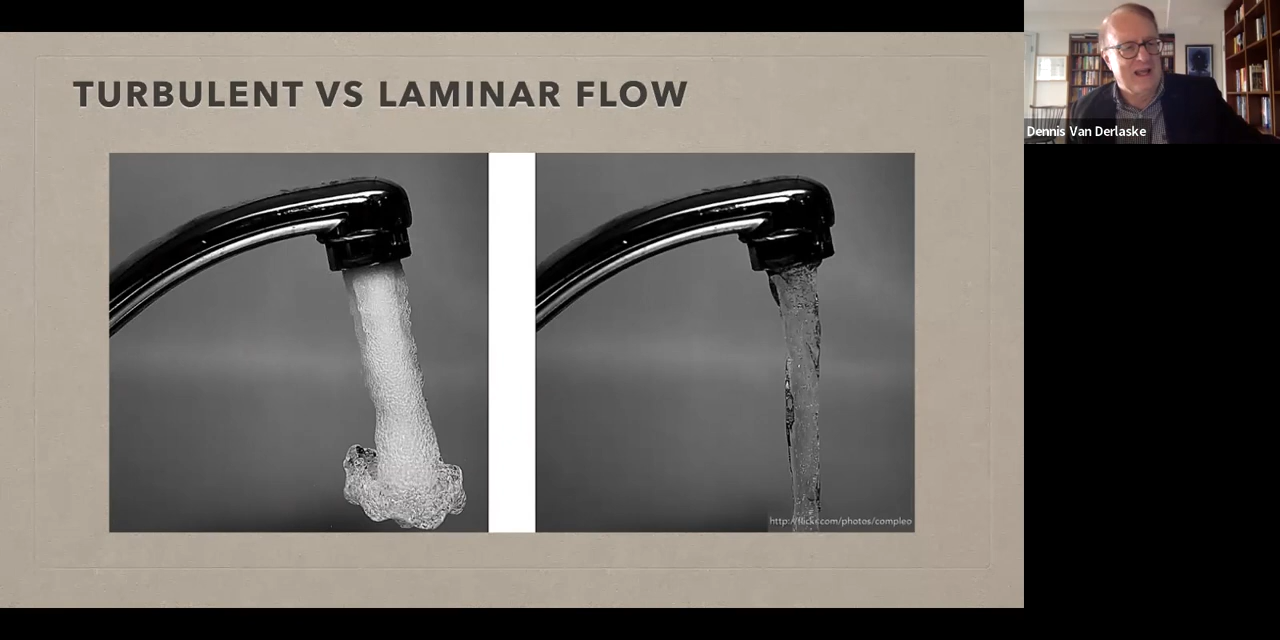 TURBULENT VS LAMINAR FLOW
Dennis Van Derlaske
http://flickr.com/photos/compleo